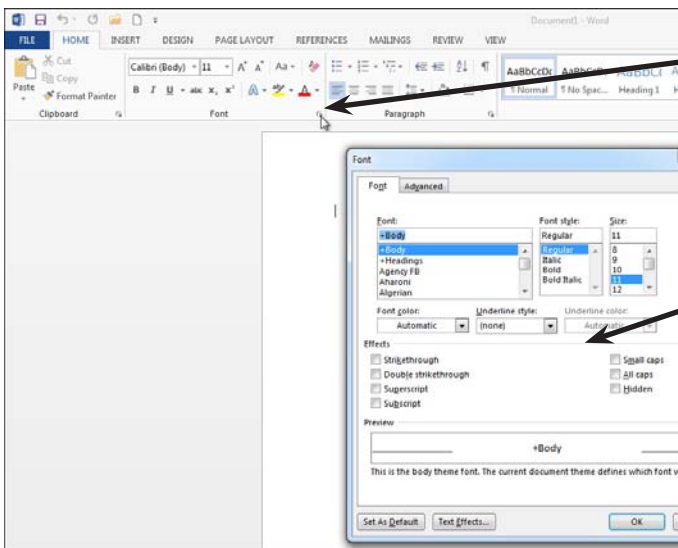 Document1 - Word
FILE HOME INSERT DESIGN PAGE LAYOUT REFERENCES MAILINGS REVIEW VIEW
Cut
Copy
Paste
Format Painter
Calibri (Body) 11 A A Aa
B I U abc x, x² A A
AaBbCcDc
¶ Normal ¶ No Spac... Heading 1
Clipboard Font Paragraph
Font
Font Advanced
Font: Font style: Size:
+Body Regular 11
+Body Regular 8
+Headings Italic 9
Agency FB Bold 10
Aharoni Bold Italic 11
Algerian 12
Font color: Underline style: Underline color:
Automatic (none) Automatic
Effects
Strikethrough Small caps
Double strikethrough All caps
Superscript Hidden
Subscript
Preview
+Body
This is the body theme font. The current document theme defines which font
Set As Default Text Effects... OK